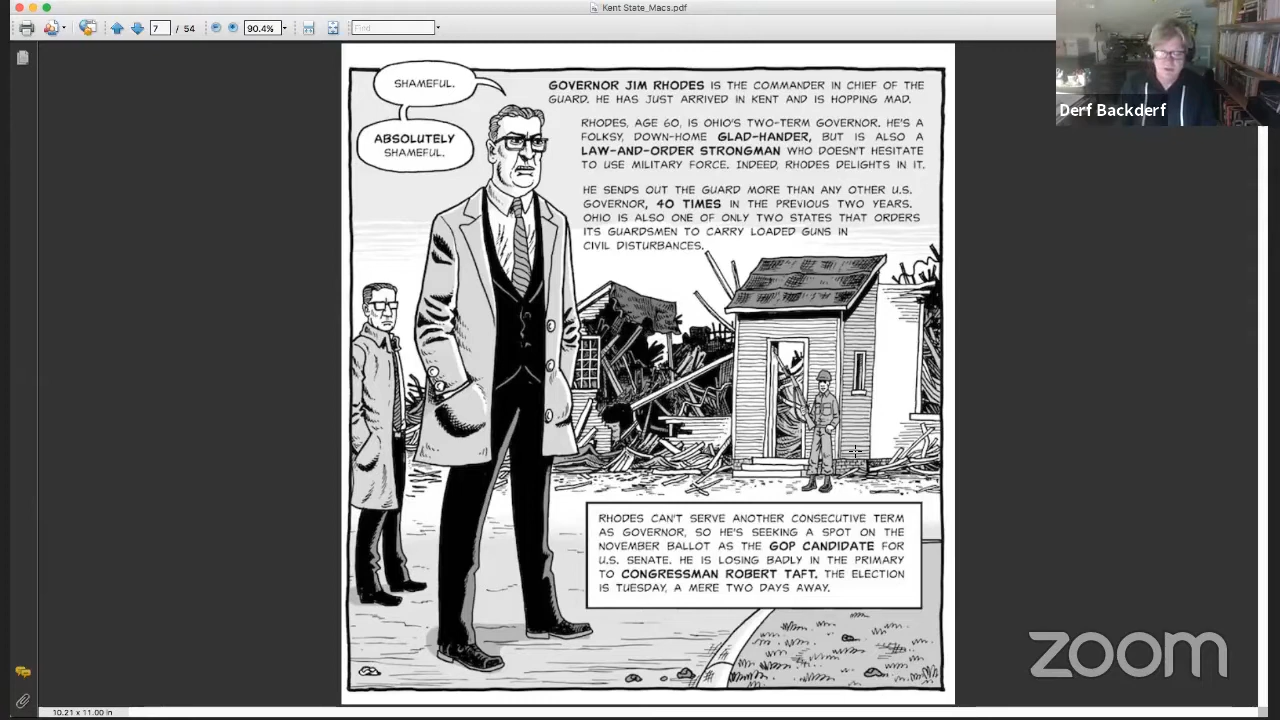 Kent State_Macs.pdf
7 / 54
90.4%
Find
Derf Backderf
SHAMEFUL.
ABSOLUTELY
SHAMEFUL.
GOVERNOR JIM RHODES IS THE COMMANDER IN CHIEF OF THE
GUARD. HE HAS JUST ARRIVED IN KENT AND IS HOPPING MAD.
RHODES, AGE 60, IS OHIO'S TWO-TERM GOVERNOR. HE'S A
FOLKSY, DOWN-HOME GLAD-HANDER, BUT IS ALSO A
LAW-AND-ORDER STRONGMAN WHO DOESN'T HESITATE
TO USE MILITARY FORCE. INDEED, RHODES DELIGHTS IN IT.
HE SENDS OUT THE GUARD MORE THAN ANY OTHER U.S.
GOVERNOR, 40 TIMES IN THE PREVIOUS TWO YEARS.
OHIO IS ALSO ONE OF ONLY TWO STATES THAT ORDERS
ITS GUARDSMEN TO CARRY LOADED GUNS IN
CIVIL DISTURBANCES.
RHODES CAN'T SERVE ANOTHER CONSECUTIVE TERM
AS GOVERNOR, SO HE'S SEEKING A SPOT ON THE
NOVEMBER BALLOT AS THE GOP CANDIDATE FOR
U.S. SENATE. HE IS LOSING BADLY IN THE PRIMARY
TO CONGRESSMAN ROBERT TAFT. THE ELECTION
IS TUESDAY, A MERE TWO DAYS AWAY.
zoom
10.21 x 11.00 in